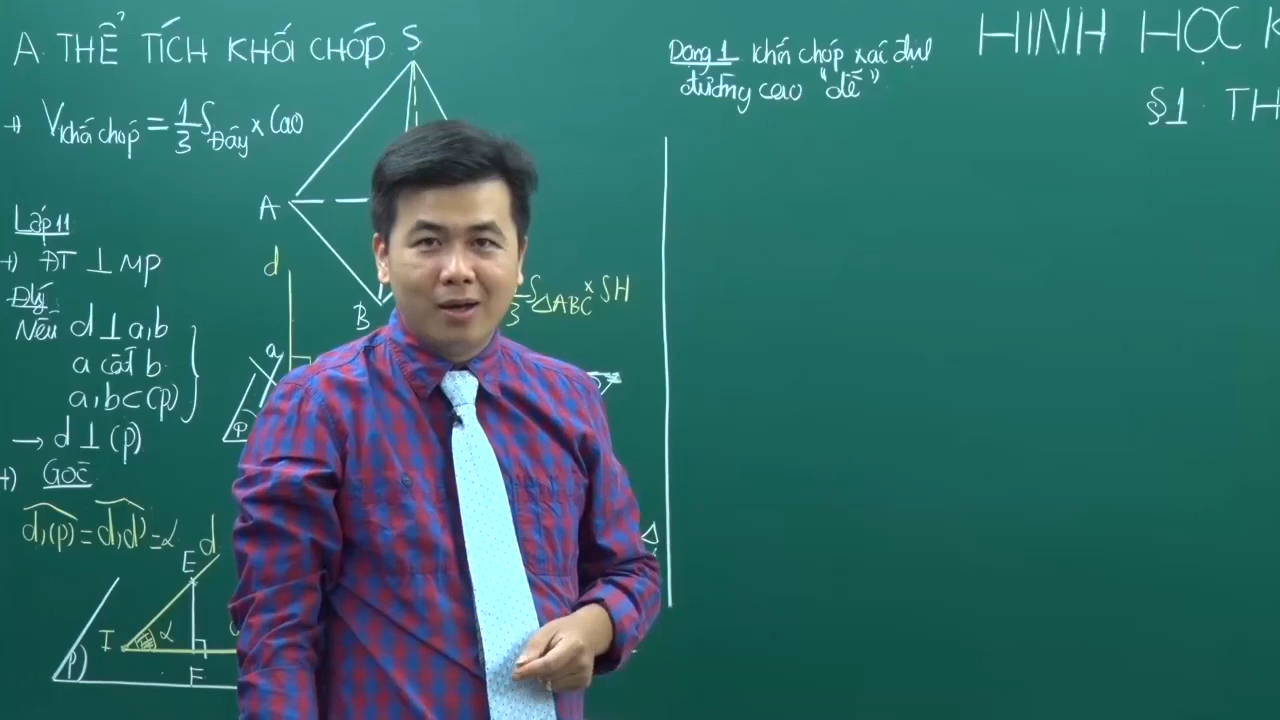 A. THỂ TÍCH KHỐI CHÓP
S
→ V Khối chóp = 1/3 S Đáy × Cao
A
B
3 S ΔABC × SH
Lớp 11
+) ĐT ⊥ Mp
Đlý
Nếu d ⊥ a,b
a cắt b
a,b ⊂ (p)
→ d ⊥ (p)
d
a
P
+) GÓC
d,(p) = d,d' = α
E d
I α
F
P
Δ
Dạng 1 Khối chóp xác định
đường cao "dễ"
HÌNH HỌC K
§1 TH